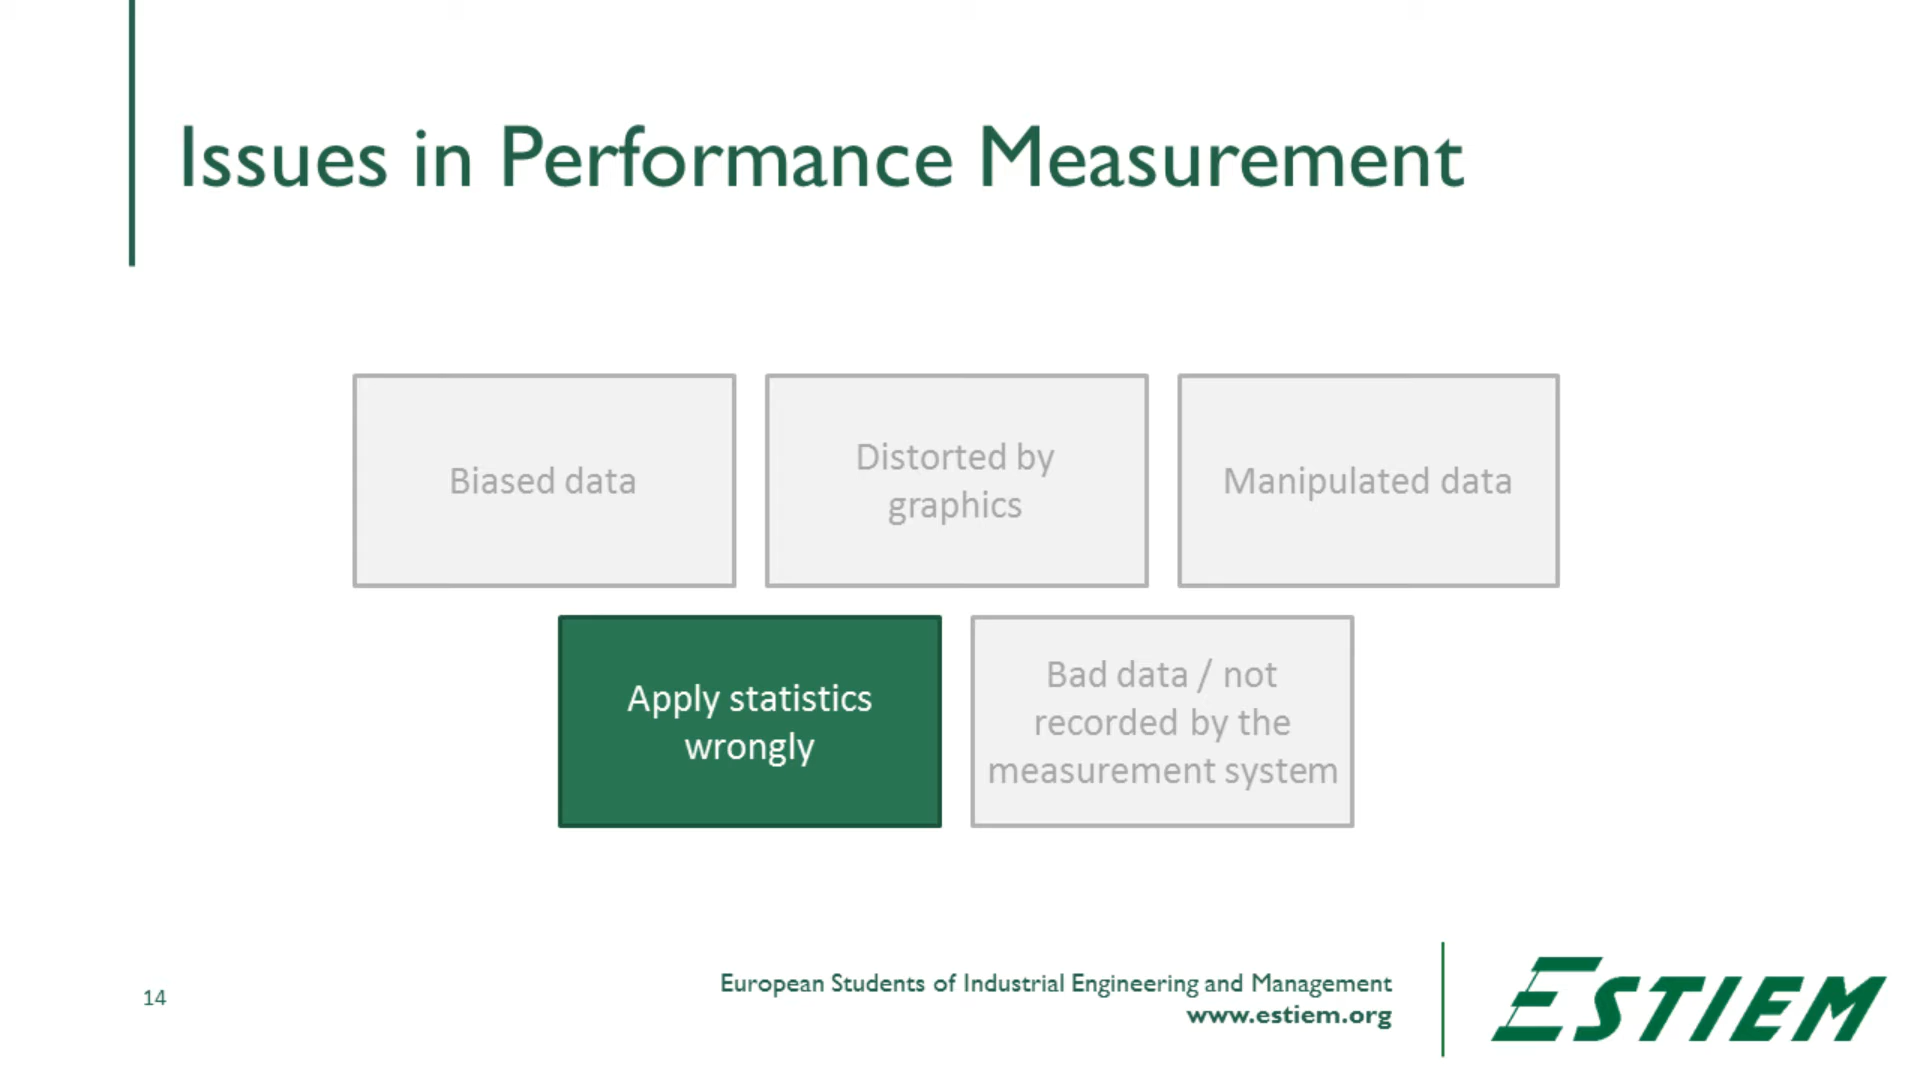 Issues in Performance Measurement
Biased data
Distorted by
graphics
Manipulated data
Apply statistics
wrongly
Bad data / not
recorded by the
measurement system
14
European Students of Industrial Engineering and Management
www.estiem.org
ESTIEM